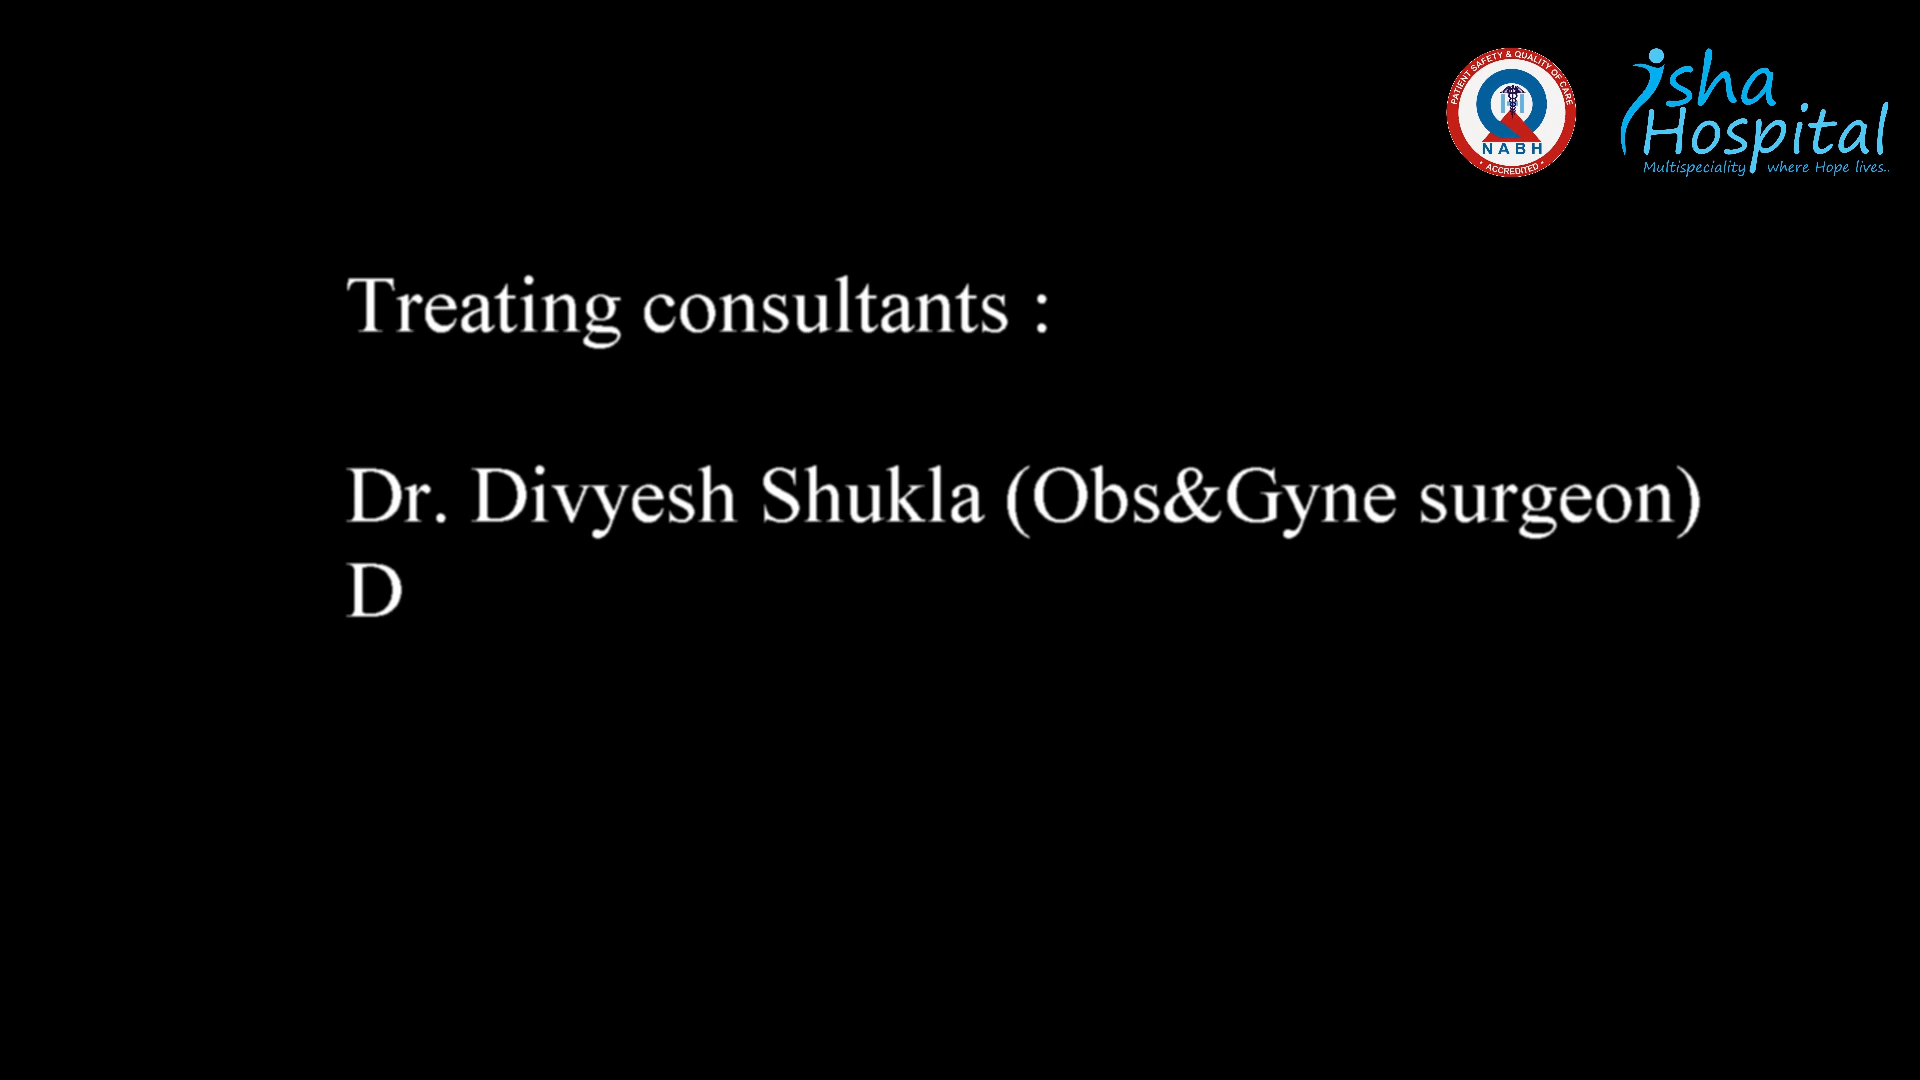 PATIENT SAFETY & QUALITY OF CARE
NABH
• ACCREDITED •
isha
Hospital
Multispeciality where Hope lives..
Treating consultants :
Dr. Divyesh Shukla (Obs&Gyne surgeon)
D